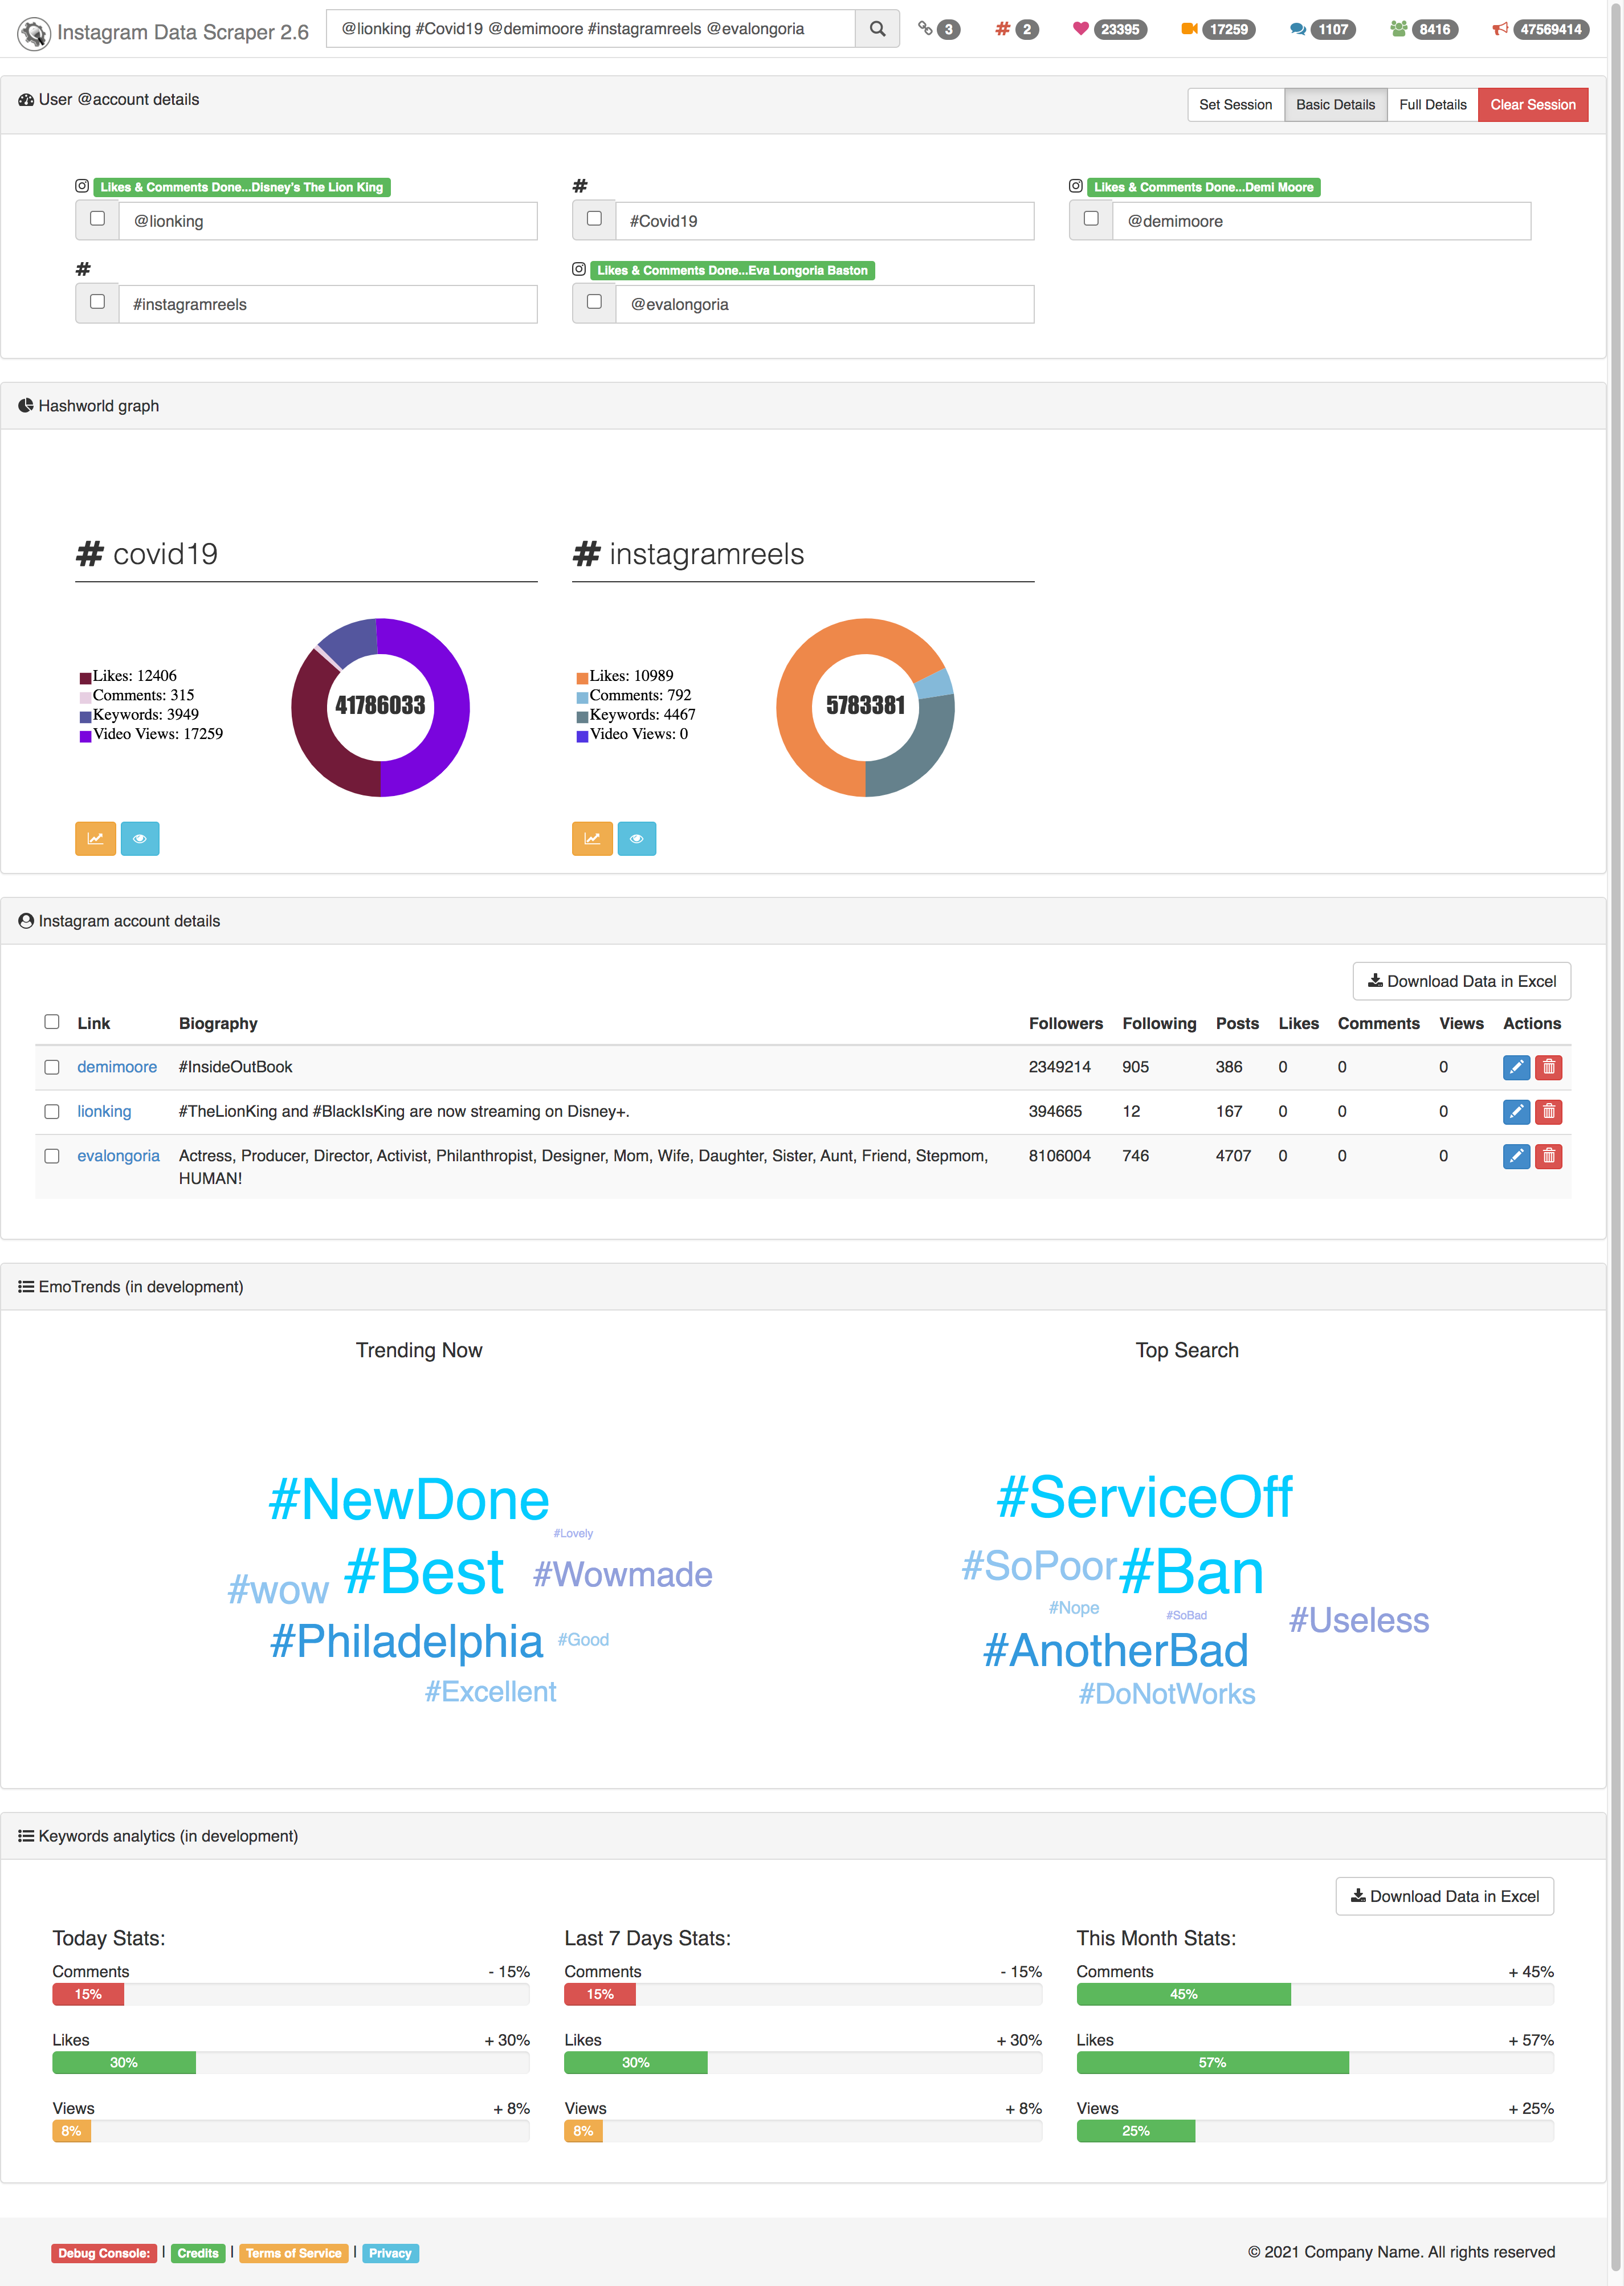 Instagram Data Scraper 2.6
@lionking #Covid19 @demimoore #instagramreels @evalongoria
3 # 2 23395 17259 1107 8416 47569414
User @account details
Set Session Basic Details Full Details Clear Session
Likes & Comments Done...Disney's The Lion King
#
Likes & Comments Done...Demi Moore
@lionking
#Covid19
@demimoore
#
Likes & Comments Done...Eva Longoria Baston
#instagramreels
@evalongoria
Hashworld graph
# covid19
# instagramreels
Likes: 12406
Comments: 315
Keywords: 3949
Video Views: 17259
41786033
Likes: 10989
Comments: 792
Keywords: 4467
Video Views: 0
5783381
Instagram account details
Download Data in Excel
Link Biography Followers Following Posts Likes Comments Views Actions
demimoore #InsideOutBook 2349214 905 386 0 0 0
lionking #TheLionKing and #BlackIsKing are now streaming on Disney+. 394665 12 167 0 0 0
evalongoria Actress, Producer, Director, Activist, Philanthropist, Designer, Mom, Wife, Daughter, Sister, Aunt, Friend, Stepmom, 8106004 746 4707 0 0 0
HUMAN!
EmoTrends (in development)
Trending Now
Top Search
#NewDone
#Lovely
#Best
#Wowmade
#wow
#Philadelphia
#Good
#Excellent
#ServiceOff
#SoPoor
#Ban
#Nope
#SoBad
#Useless
#AnotherBad
#DoNotWorks
Keywords analytics (in development)
Download Data in Excel
Today Stats:
Comments - 15%
15%
Likes + 30%
30%
Views + 8%
8%
Last 7 Days Stats:
Comments - 15%
15%
Likes + 30%
30%
Views + 8%
8%
This Month Stats:
Comments + 45%
45%
Likes + 57%
57%
Views + 25%
25%
Debug Console: | Credits | Terms of Service | Privacy
© 2021 Company Name. All rights reserved